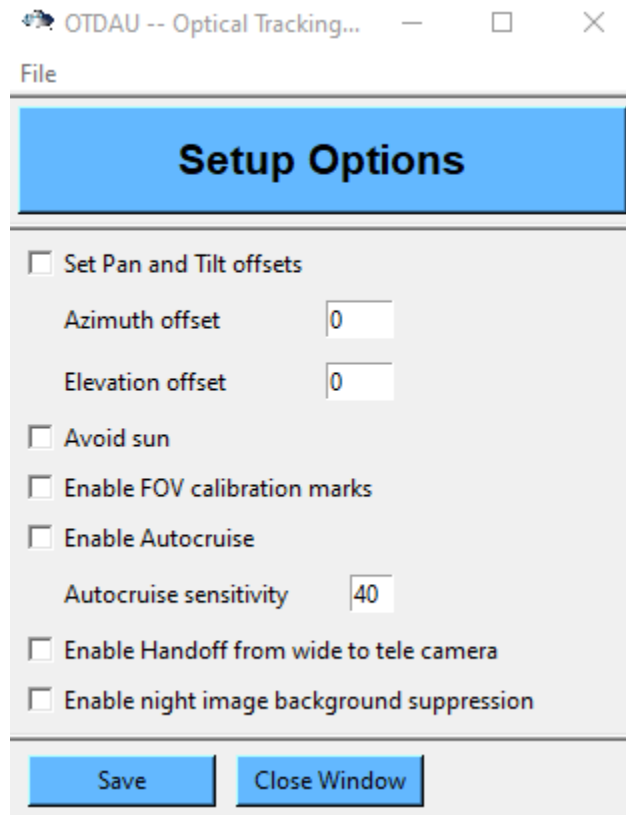 OTDAU -- Optical Tracking...
File
Setup Options
Set Pan and Tilt offsets
Azimuth offset 0
Elevation offset 0
Avoid sun
Enable FOV calibration marks
Enable Autocruise
Autocruise sensitivity 40
Enable Handoff from wide to tele camera
Enable night image background suppression
Save Close Window